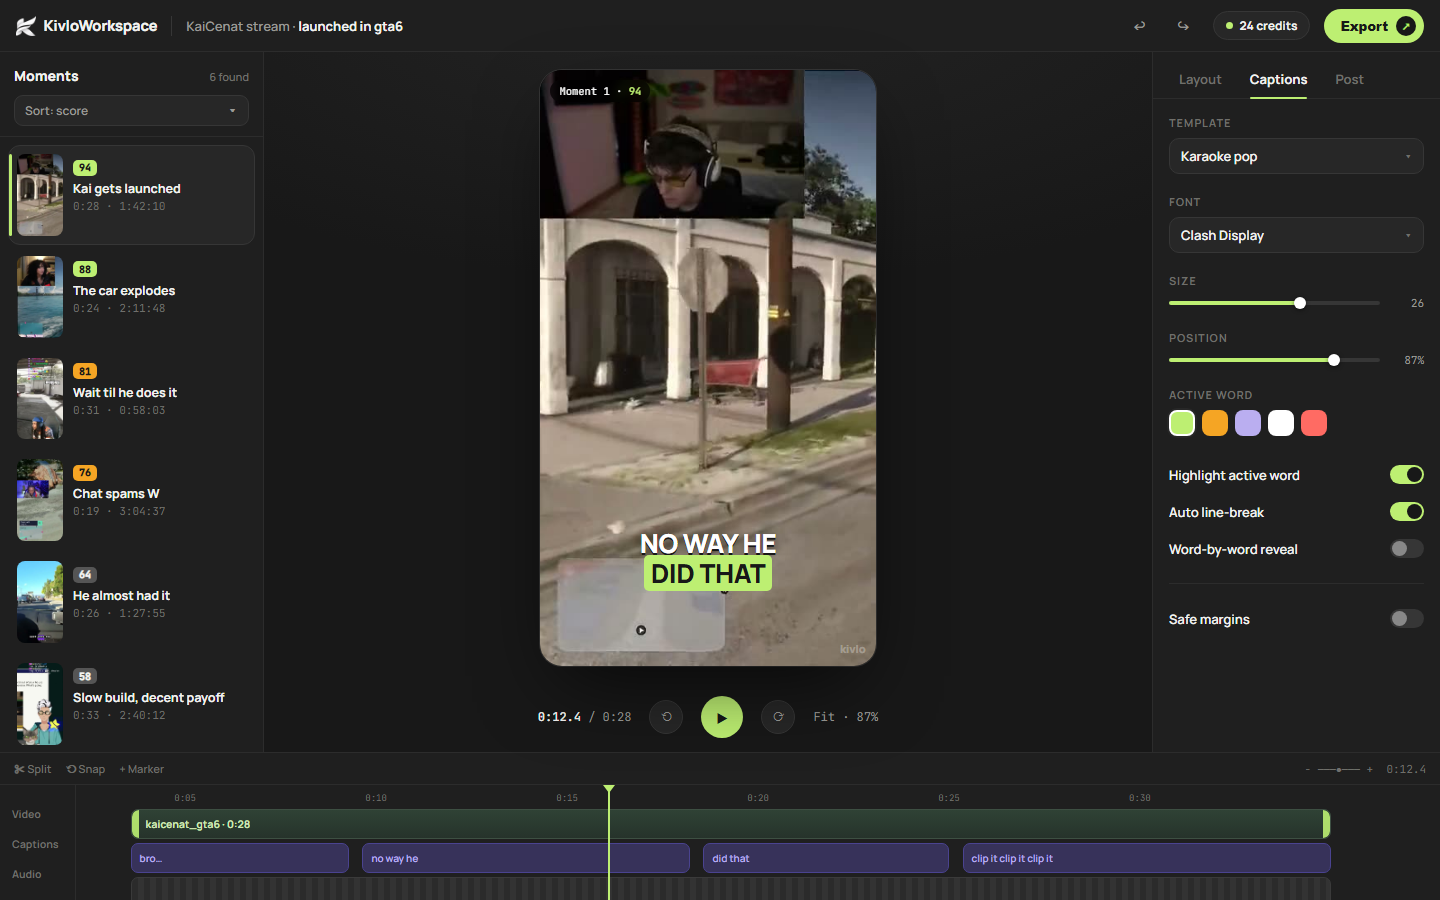 KivloWorkspace
KaiCenat stream · launched in gta6
24 credits
Export
Moments
6 found
Sort: score
94
Kai gets launched
0:28 · 1:42:10
88
The car explodes
0:24 · 2:11:48
81
Wait til he does it
0:31 · 0:58:03
76
Chat spams W
0:19 · 3:04:37
64
He almost had it
0:26 · 1:27:55
58
Slow build, decent payoff
0:33 · 2:40:12
Moment 1 · 94
NO WAY HE
DID THAT
kivlo
0:12.4 / 0:28
Fit · 87%
Layout
Captions
Post
TEMPLATE
Karaoke pop
FONT
Clash Display
SIZE
26
POSITION
87%
ACTIVE WORD
Highlight active word
Auto line-break
Word-by-word reveal
Safe margins
Split
Snap
+ Marker
- +
0:12.4
0:05
0:10
0:15
0:20
0:25
0:30
Video
kaicenat_gta6 · 0:28
Captions
bro...
no way he
did that
clip it clip it clip it
Audio